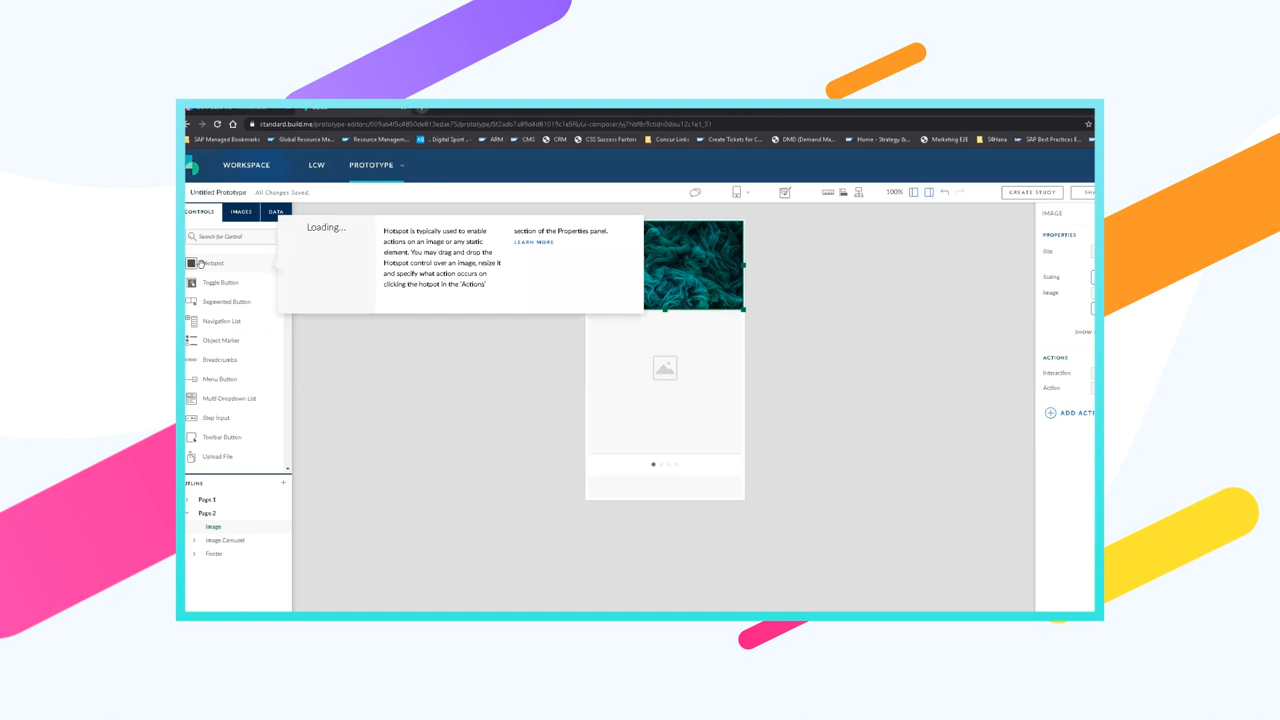 SAP Managed Bookmarks
Global Resource Ma...
Resource Managem...
.. Digital Sport ..
ARM
CMS
CRM
CSS Success Factors
Concur Links
Create Tickets for C...
DMD (Demand Ma...
Home - Strategy &...
Marketing E2E
S4Hana
SAP Best Practices E...
WORKSPACE
LCW
PROTOTYPE
Untitled Prototype
All Changes Saved.
100%
CREATE STUDY
CONTROLS
IMAGES
DATA
Search for Control
Hotspot
Toggle Button
Segmented Button
Navigation List
Object Marker
Breadcrumbs
Menu Button
Multi-Dropdown List
Step Input
Toolbar Button
Upload File
UTLINE
Page 1
Page 2
Image
Image Carousel
Footer
Loading...
Hotspot is typically used to enable
actions on an image or any static
element. You may drag and drop the
Hotspot control over an image, resize it
and specify what action occurs on
clicking the hotpot in the 'Actions'
section of the Properties panel.
LEARN MORE
IMAGE
PROPERTIES
Size
Scaling
Image
SHOW
ACTIONS
Interaction
Action
ADD ACTI